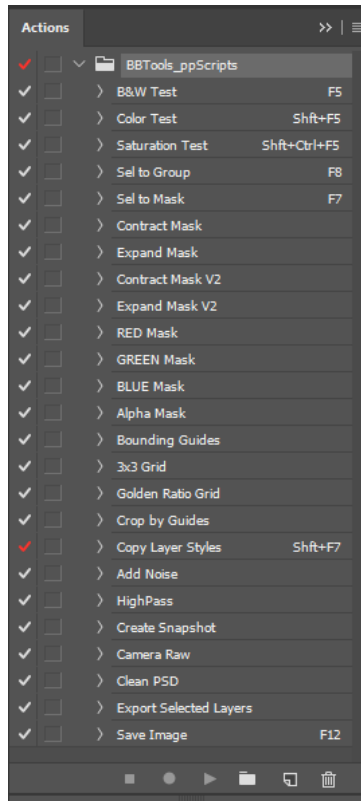 Actions
BBTools_ppScripts
B&W Test F5
Color Test Shft+F5
Saturation Test Shft+Ctrl+F5
Sel to Group F8
Sel to Mask F7
Contract Mask
Expand Mask
Contract Mask V2
Expand Mask V2
RED Mask
GREEN Mask
BLUE Mask
Alpha Mask
Bounding Guides
3x3 Grid
Golden Ratio Grid
Crop by Guides
Copy Layer Styles Shft+F7
Add Noise
HighPass
Create Snapshot
Camera Raw
Clean PSD
Export Selected Layers
Save Image F12